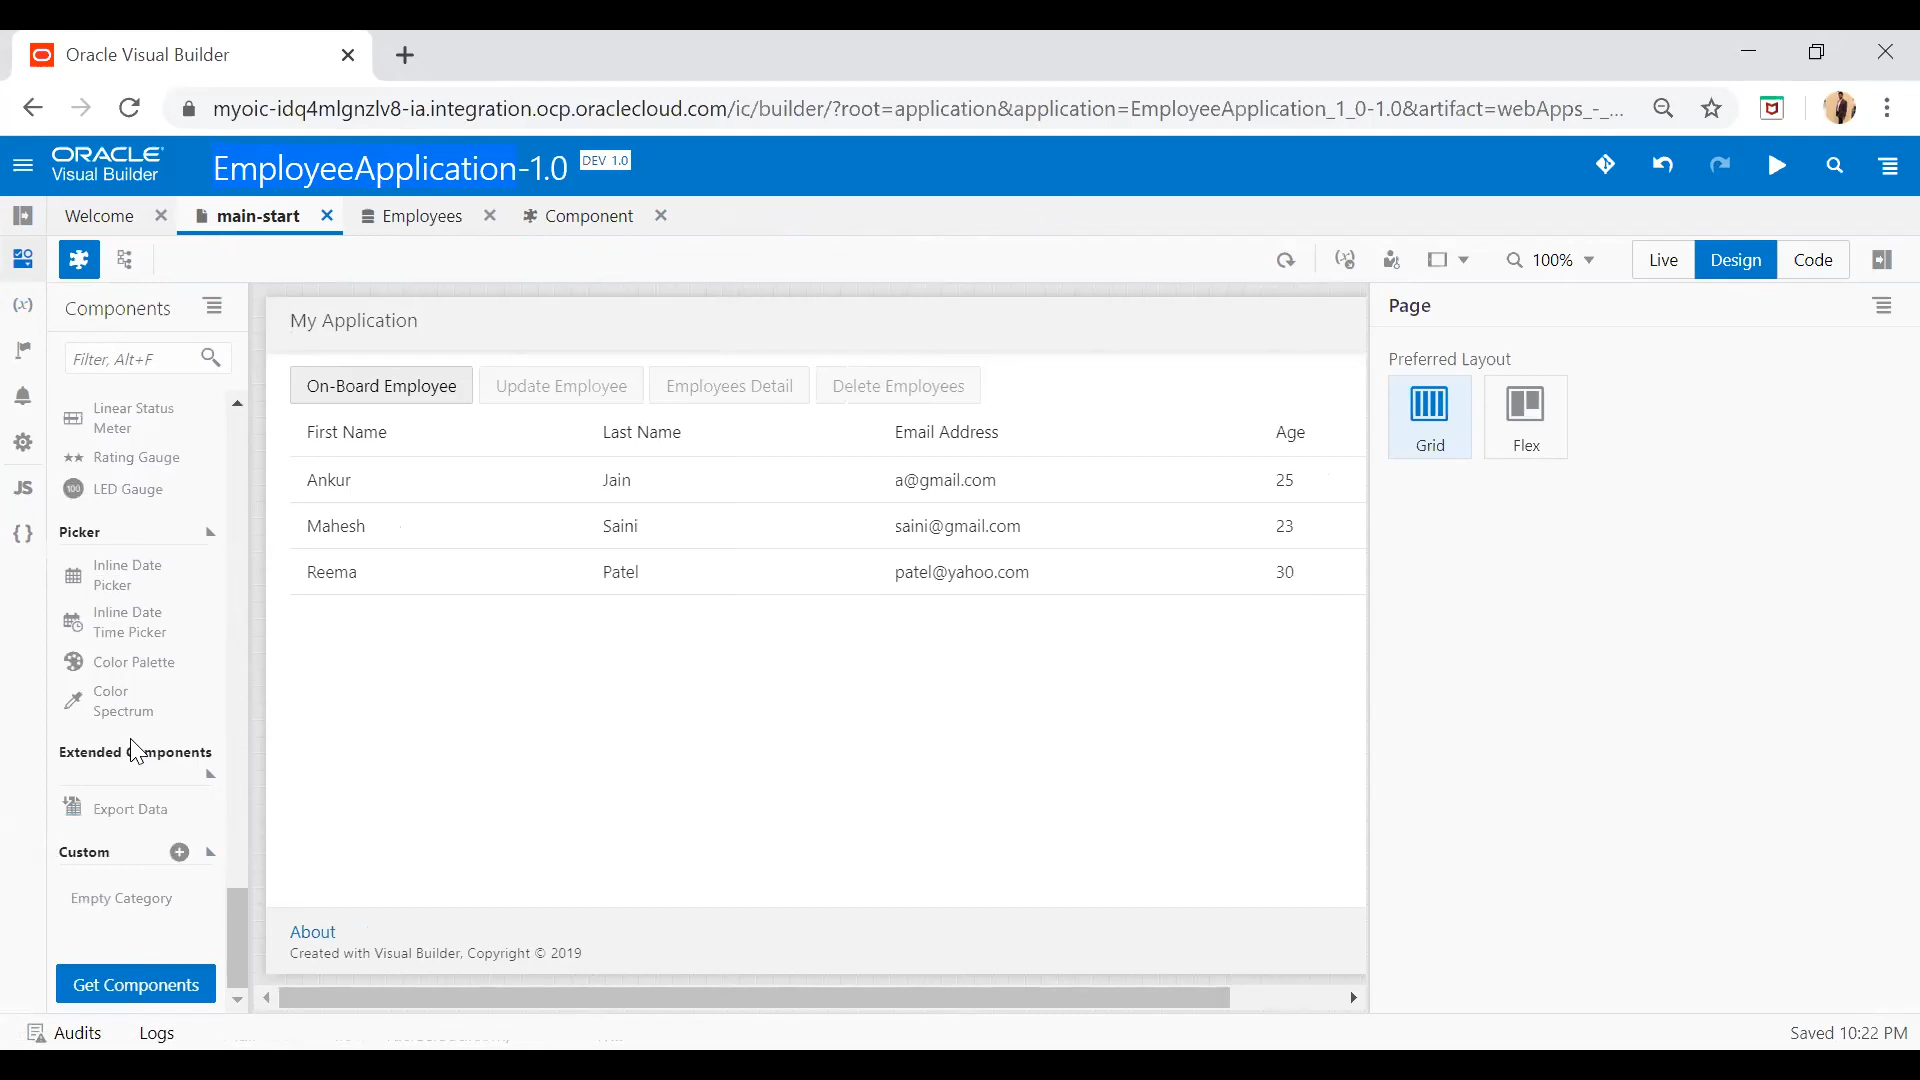 Oracle Visual Builder
myoic-idq4mlgnzlv8-ia.integration.ocp.oraclecloud.com/ic/builder/?root=application&application=EmployeeApplication_1_0-1.0&artifact=webApps_-_...
ORACLE
Visual Builder
EmployeeApplication-1.0
DEV 1.0
Welcome
main-start
Employees
Component
100%
Live
Design
Code
Components
Filter, Alt+F
Linear Status
Meter
Rating Gauge
100
LED Gauge
Picker
Inline Date
Picker
Inline Date
Time Picker
Color Palette
Color
Spectrum
Extended Components
Export Data
Custom
Empty Category
Get Components
(x)
JS
{ }
My Application
On-Board Employee
Update Employee
Employees Detail
Delete Employees
First Name Last Name Email Address Age
Ankur Jain a@gmail.com 25
Mahesh Saini saini@gmail.com 23
Reema Patel patel@yahoo.com 30
About
Created with Visual Builder, Copyright © 2019
Page
Preferred Layout
Grid
Flex
Audits
Logs
Saved 10:22 PM